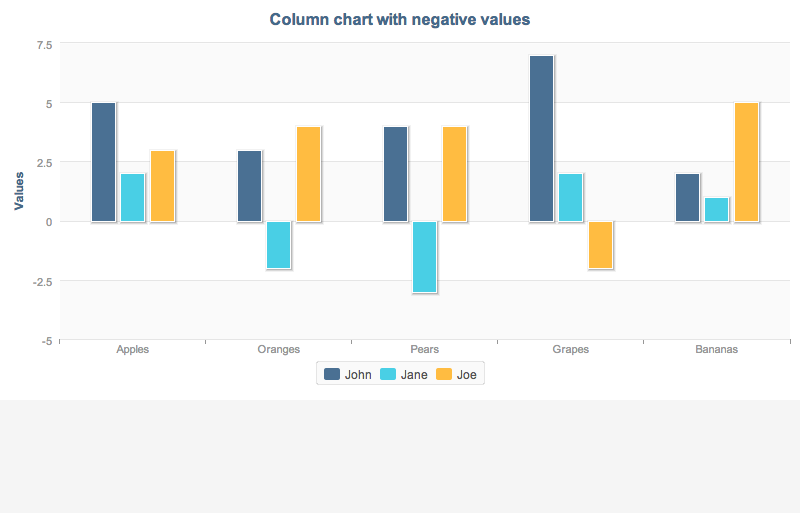 Column chart with negative values
7.5
5
2.5
0
-2.5
-5
Values
Apples Oranges Pears Grapes Bananas
John Jane Joe